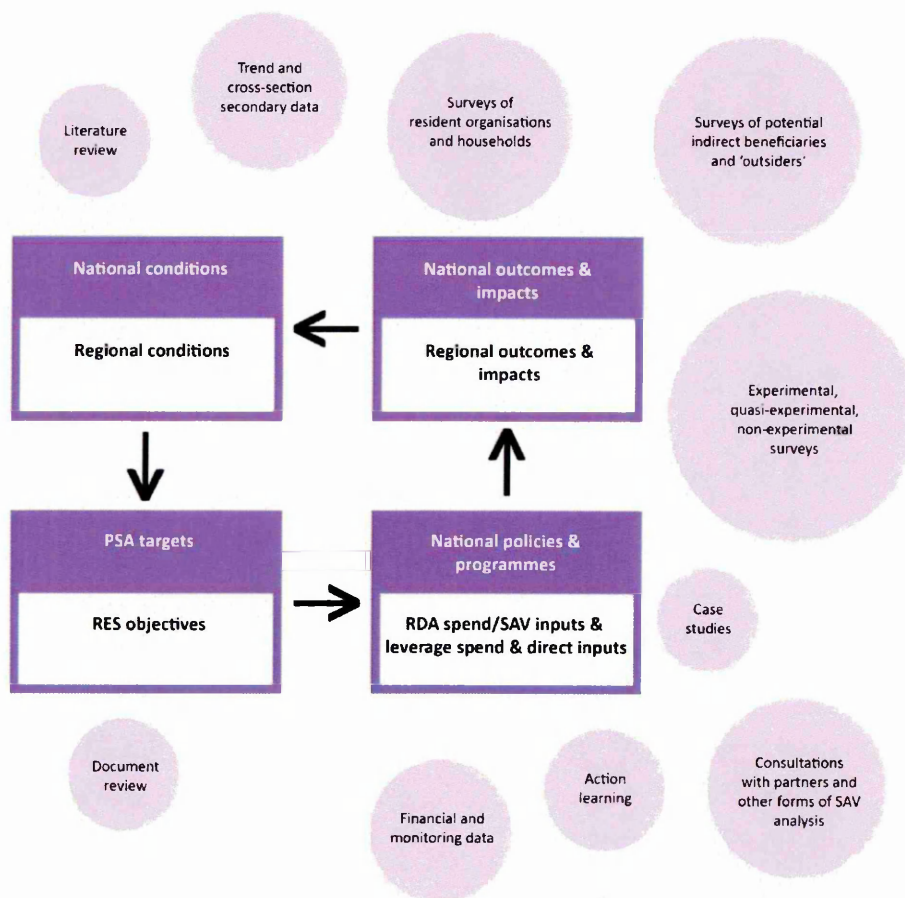 Literature
review
Trend and
cross-section
secondary data
Surveys of
resident organisations
and households
Surveys of potential
indirect beneficiaries
and ‘outsiders’
National conditions
Regional conditions
National outcomes &
impacts
Regional outcomes &
impacts
Experimental,
quasi-experimental,
non-experimental
surveys
PSA targets
RES objectives
National policies &
programmes
RDA spend/SAV inputs &
leverage spend & direct inputs
Case
studies
Document
review
Financial and
monitoring data
Action
learning
Consultations
with partners and
other forms of SAV
analysis